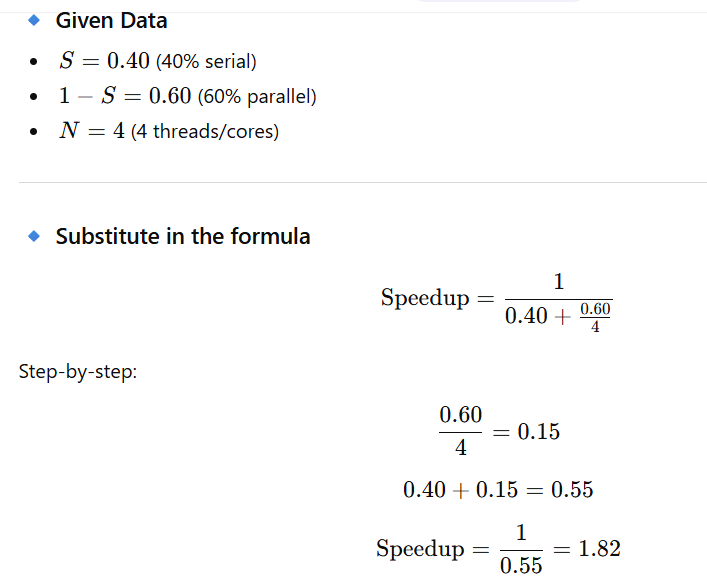 Given Data
S = 0.40 (40% serial)
1 − S = 0.60 (60% parallel)
N = 4 (4 threads/cores)
Substitute in the formula
Speedup = \frac{1}{0.40 + \frac{0.60}{4}}
Step-by-step:
\frac{0.60}{4} = 0.15
0.40 + 0.15 = 0.55
Speedup = \frac{1}{0.55} = 1.82